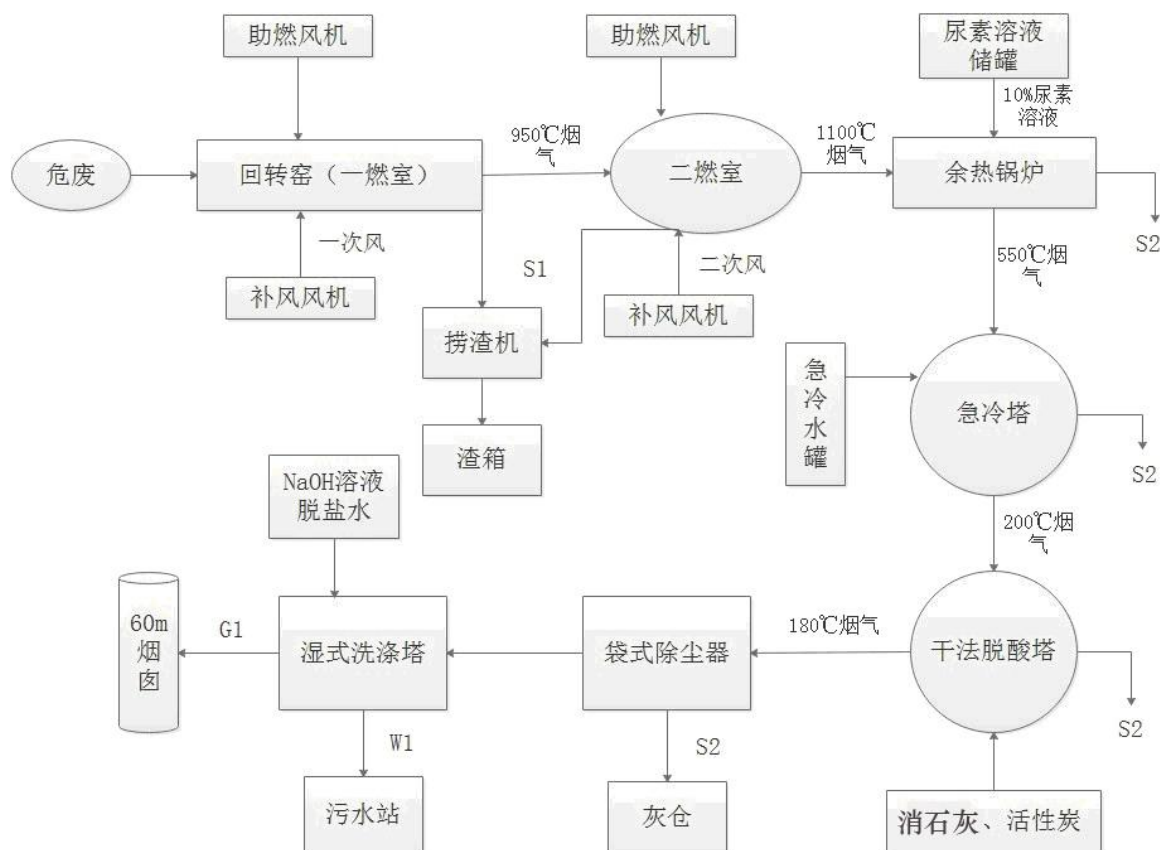 助燃风机
助燃风机
尿素溶液
储罐
10%尿素
溶液
950℃烟
气
1100℃
烟气
危废
回转窑（一燃室）
二燃室
余热锅炉
一次风
S1
二次风
550℃烟
气
S2
补风风机
补风风机
捞渣机
急
冷
水
罐
急冷塔
渣箱
S2
NaOH溶液
脱盐水
200℃烟
气
60m
烟
囱
G1
湿式洗涤塔
袋式除尘器
180℃烟气
干法脱酸塔
W1
S2
S2
污水站
灰仓
消石灰、活性炭